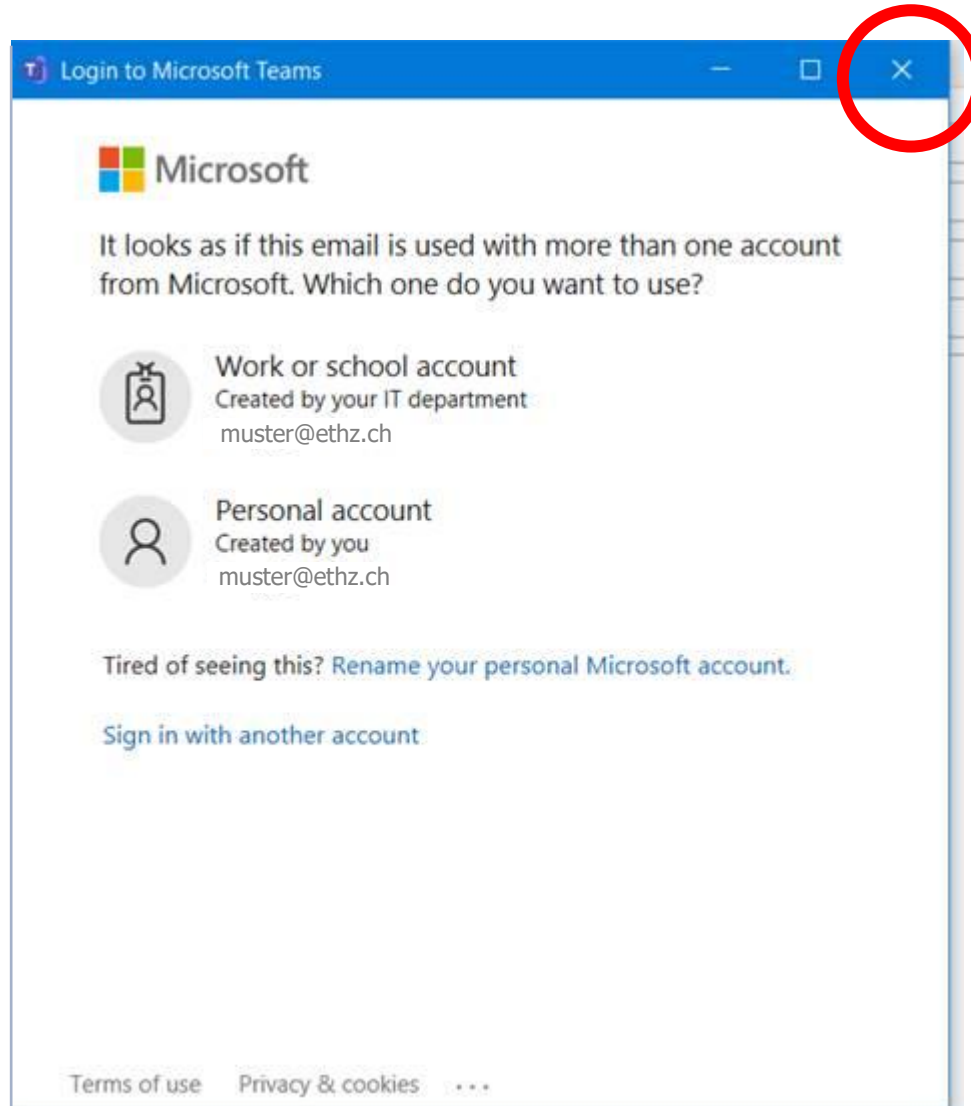 Login to Microsoft Teams
Microsoft
It looks as if this email is used with more than one account
from Microsoft. Which one do you want to use?
Work or school account
Created by your IT department
muster@ethz.ch
Personal account
Created by you
muster@ethz.ch
Tired of seeing this? Rename your personal Microsoft account.
Sign in with another account
Terms of use Privacy & cookies ...